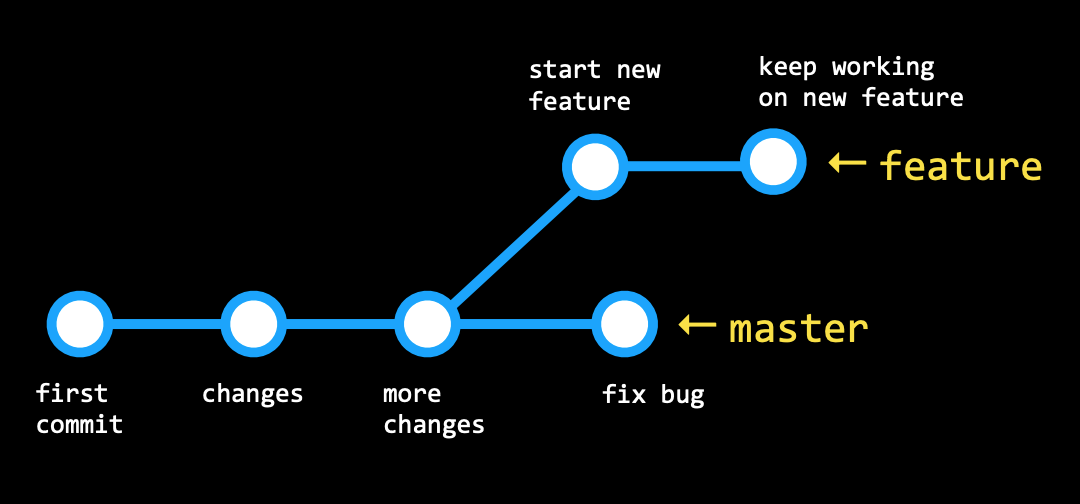 start new
feature
keep working
on new feature
← feature
← master
first
commit
changes
more
changes
fix bug